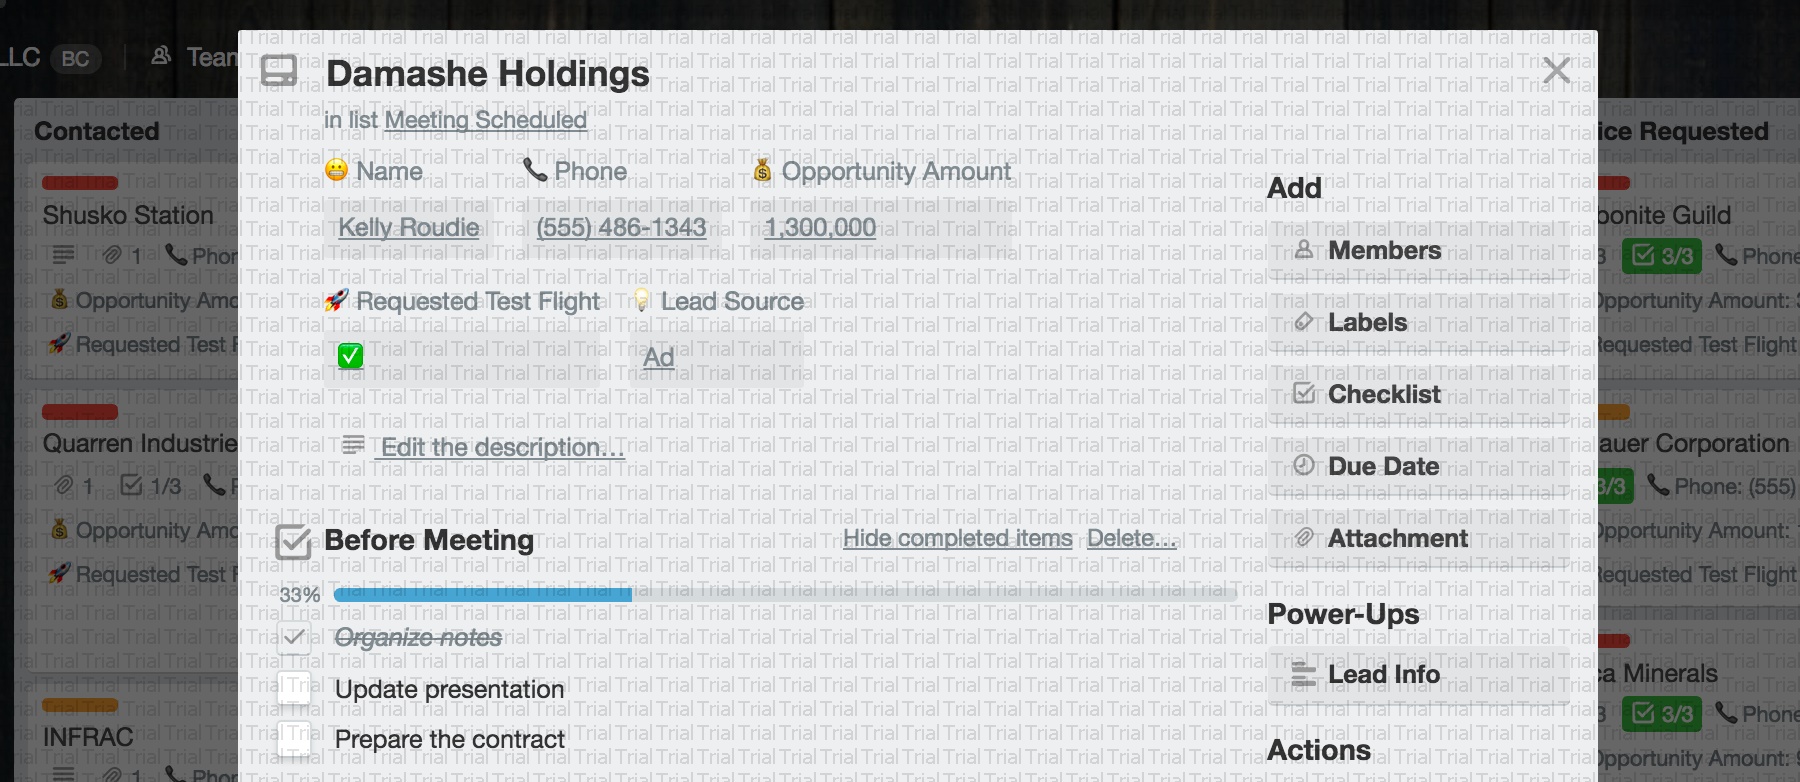 LLC BC Team
Contacted
Shusko Station
1 Phon
Opportunity Amo
Requested Test F
Quarren Industrie
1 1/3
Opportunity Amo
Requested Test F
INFRAC
1 Phon
Damashe Holdings
in list Meeting Scheduled
Name Phone Opportunity Amount
Kelly Roudie (555) 486-1343 1,300,000
Requested Test Flight Lead Source
Ad
Edit the description...
Before Meeting Hide completed items Delete...
33%
Organize notes
Update presentation
Prepare the contract
Add
Members
Labels
Checklist
Due Date
Attachment
Power-Ups
Lead Info
Actions
ice Requested
bonite Guild
3 3/3 Phone
Opportunity Amount:
Requested Test Flight
auer Corporation
3/3 Phone: (555)
Opportunity Amount:
Requested Test Flight
ca Minerals
3 3/3 Phone
Opportunity Amount:
Trial